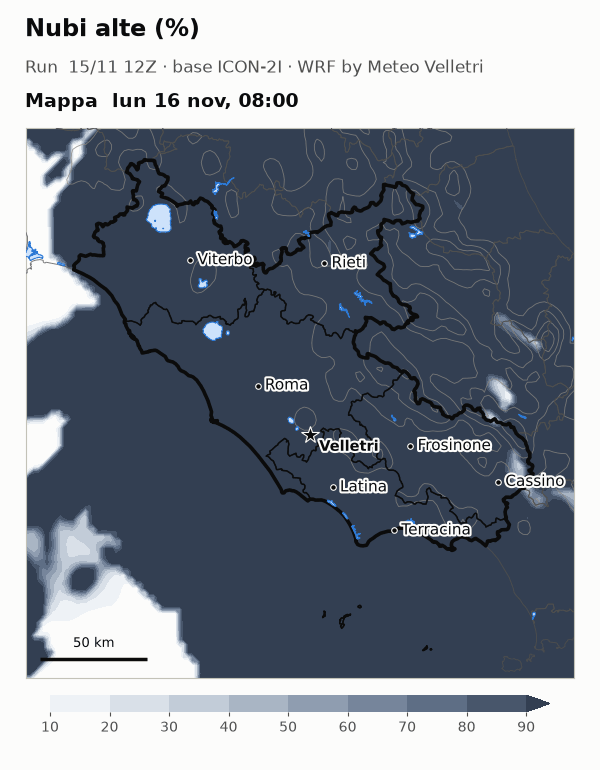 Nubi alte (%)
Run  15/11 12Z · base ICON-2I · WRF by Meteo Velletri
Mappa  lun 16 nov, 08:00
Viterbo
Rieti
Roma
Velletri
Frosinone
Cassino
Latina
Terracina
50 km
10 20 30 40 50 60 70 80 90